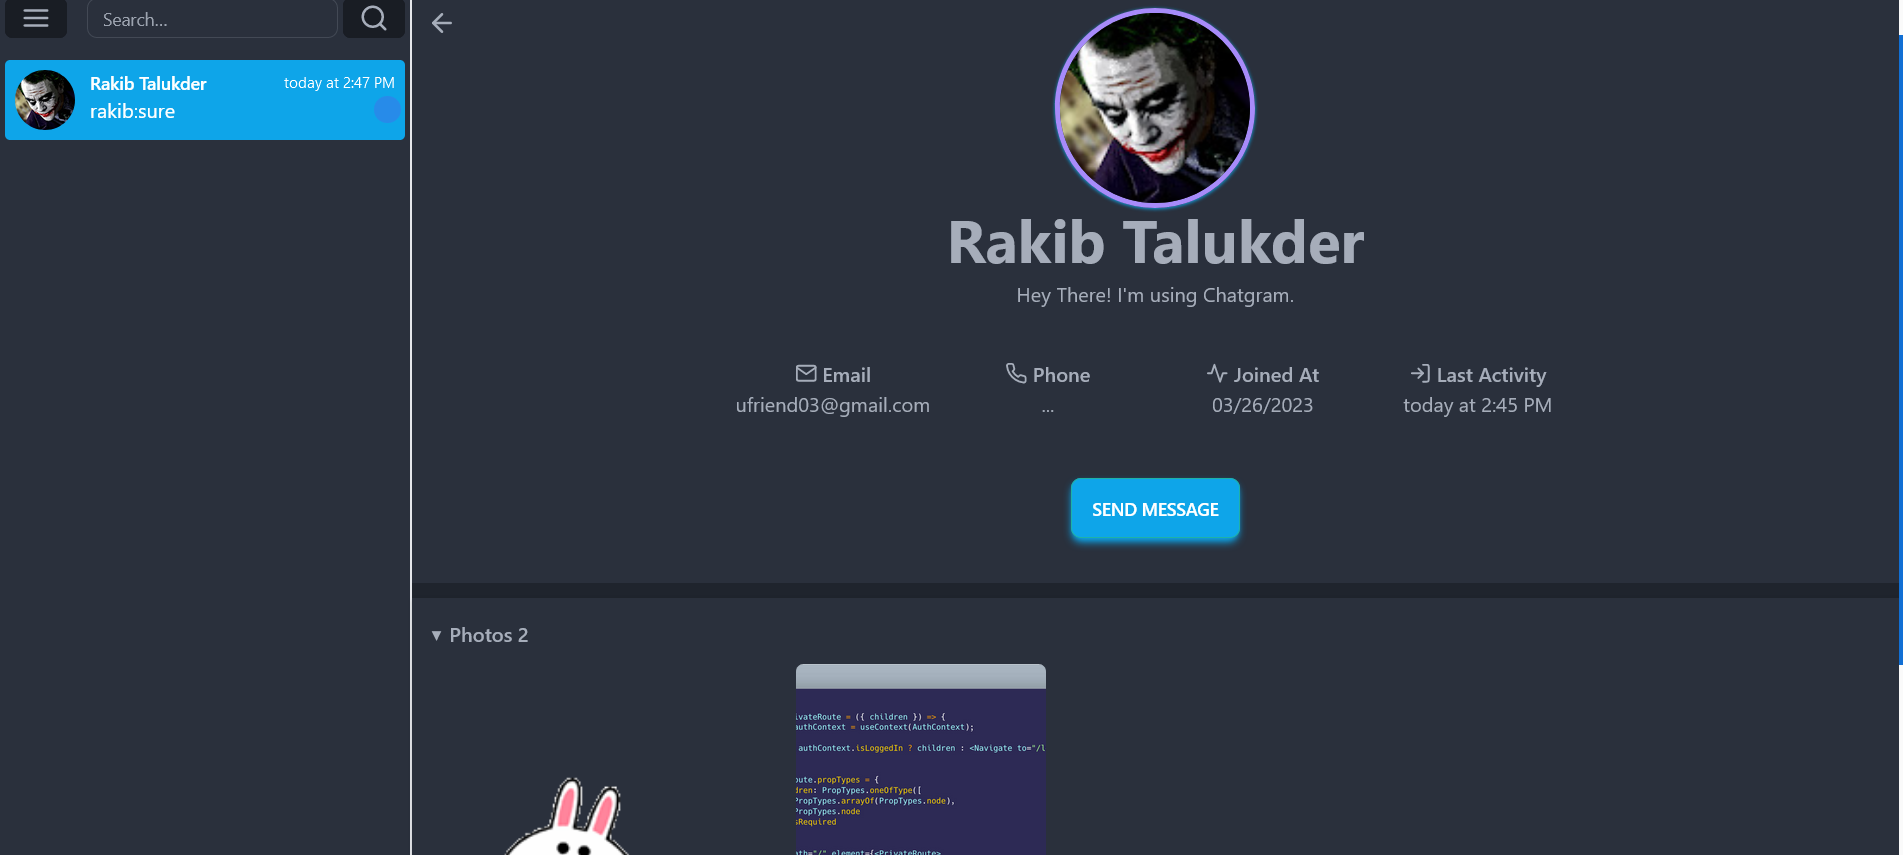 Search...
Rakib Talukder
today at 2:47 PM
rakib:sure
Rakib Talukder
Hey There! I'm using Chatgram.
Email
ufriend03@gmail.com
Phone
...
Joined At
03/26/2023
Last Activity
today at 2:45 PM
SEND MESSAGE
▼ Photos 2
ivateRoute = ({ children }) => {
authContext = useContext(AuthContext);
authContext.isLoggedIn ? children : <Navigate to="/l
oute.propTypes = {
dren: PropTypes.oneOfType([
PropTypes.arrayOf(PropTypes.node),
PropTypes.node
sRequired
ath="/" element={<PrivateRoute>